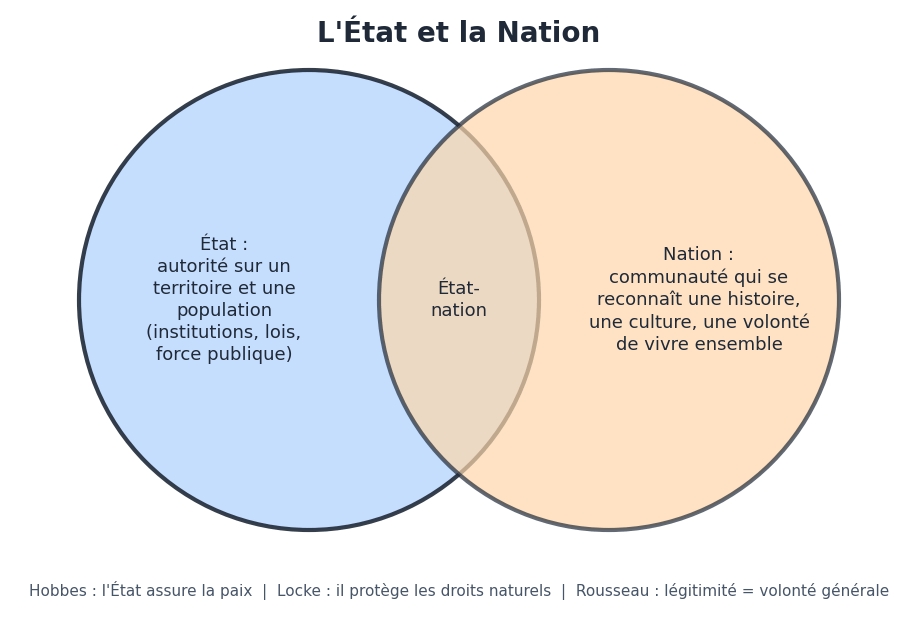 L'État et la Nation
État :
autorité sur un
territoire et une
population
(institutions, lois,
force publique)
État-
nation
Nation :
communauté qui se
reconnaît une histoire,
une culture, une volonté
de vivre ensemble
Hobbes : l'État assure la paix | Locke : il protège les droits naturels | Rousseau : légitimité = volonté générale